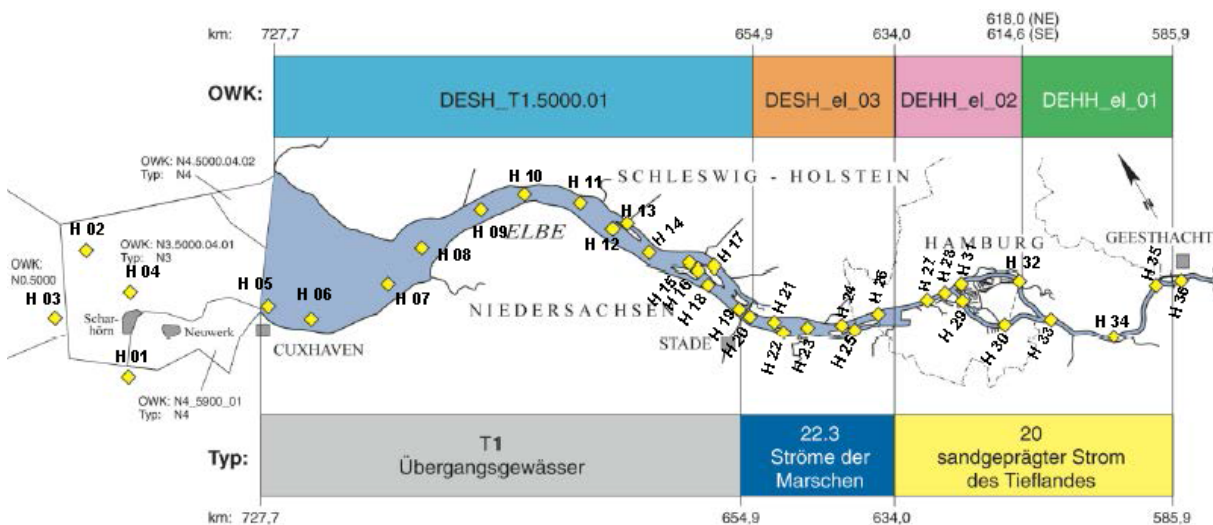 618.0 (NE)
km: 727,7 654,9 634,0 614,6 (SE) 585,9
OWK: DESH_T1.5000.01 DESH_el_03 DEHH_el_02 DEHH_el_01
OWK: N4.5000.04.02
Typ: N4
H 10
H 11
SCHLESWIG - HOLSTEIN
H 02
OWK: N3.5000.04.01
Typ: N3
H 13
H 09
ELBE
H 12
H 14
H 17
HAMBURG
GEESTHACHT
OWK:
N0.5000
H 04
H 08
H 03
H 05
H 06
H 07
H 15
H 16
H 18
H 19
H 20
H 21
H 22
H 23
H 24
H 25
H 26
H 27
H 28
H 31
H 32
H 29
H 30
H 33
H 34
H 35
H 36
Schar-
hörn
Neuwerk
CUXHAVEN
NIEDERSACHSEN
STADE
H 01
OWK: N4_5900_01
Typ: N4
Typ:
T1
Übergangsgewässer
22.3
Ströme der
Marschen
20
sandgeprägter Strom
des Tieflandes
km: 727,7 654,9 634,0 585,9